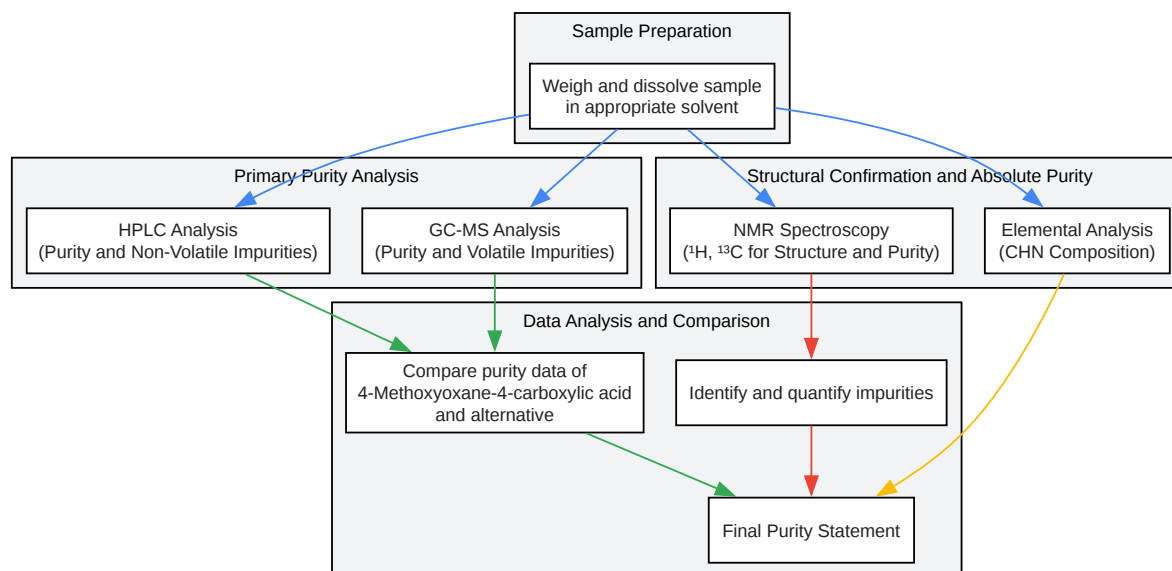 Sample Preparation
Weigh and dissolve sample
in appropriate solvent
Primary Purity Analysis
Structural Confirmation and Absolute Purity
HPLC Analysis
(Purity and Non-Volatile Impurities)
GC-MS Analysis
(Purity and Volatile Impurities)
NMR Spectroscopy
(¹H, ¹³C for Structure and Purity)
Elemental Analysis
(CHN Composition)
Data Analysis and Comparison
Compare purity data of
4-Methoxyoxane-4-carboxylic acid
and alternative
Identify and quantify impurities
Final Purity Statement